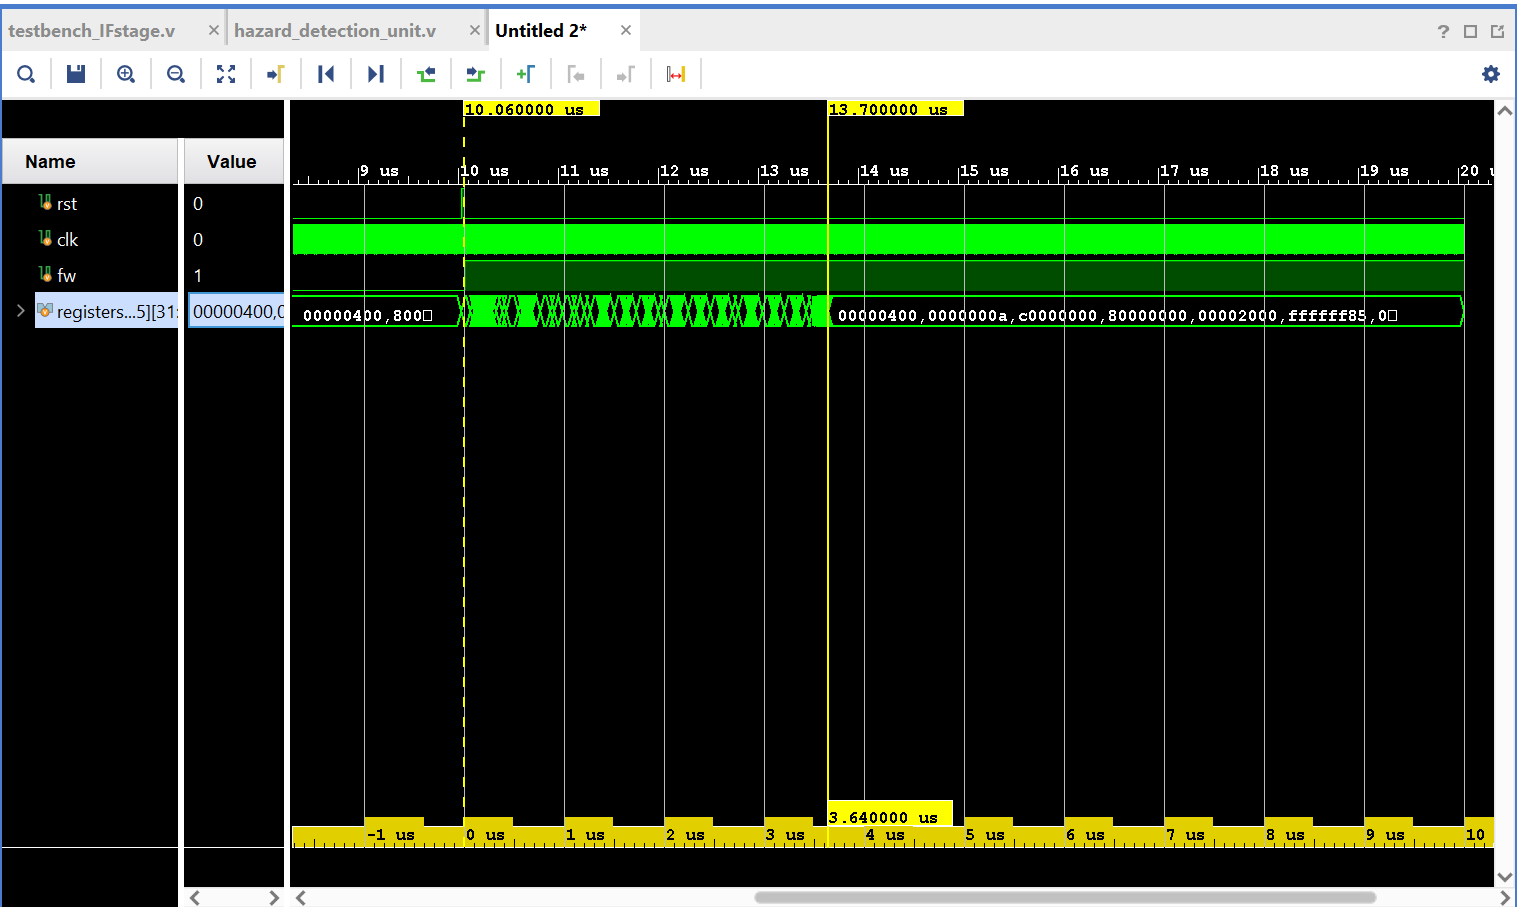 testbench_IFstage.v × hazard_detection_unit.v × Untitled 2* ×
?
10.060000 us 13.700000 us
Name Value
9 us 10 us 11 us 12 us 13 us 14 us 15 us 16 us 17 us 18 us 19 us 20 u
rst 0
clk 0
fw 1
registers...5][31: 00000400,0
00000400,800 00000400,0000000a,c0000000,80000000,00002000,ffffff85,0
3.640000 us
-1 us 0 us 1 us 2 us 3 us 4 us 5 us 6 us 7 us 8 us 9 us 10